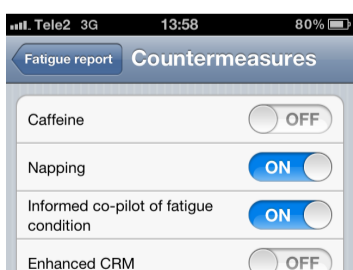 Tele2 3G 13:58 80%
Fatigue report Countermeasures
Caffeine OFF
Napping ON
Informed co-pilot of fatigue
condition ON
Enhanced CRM OFF